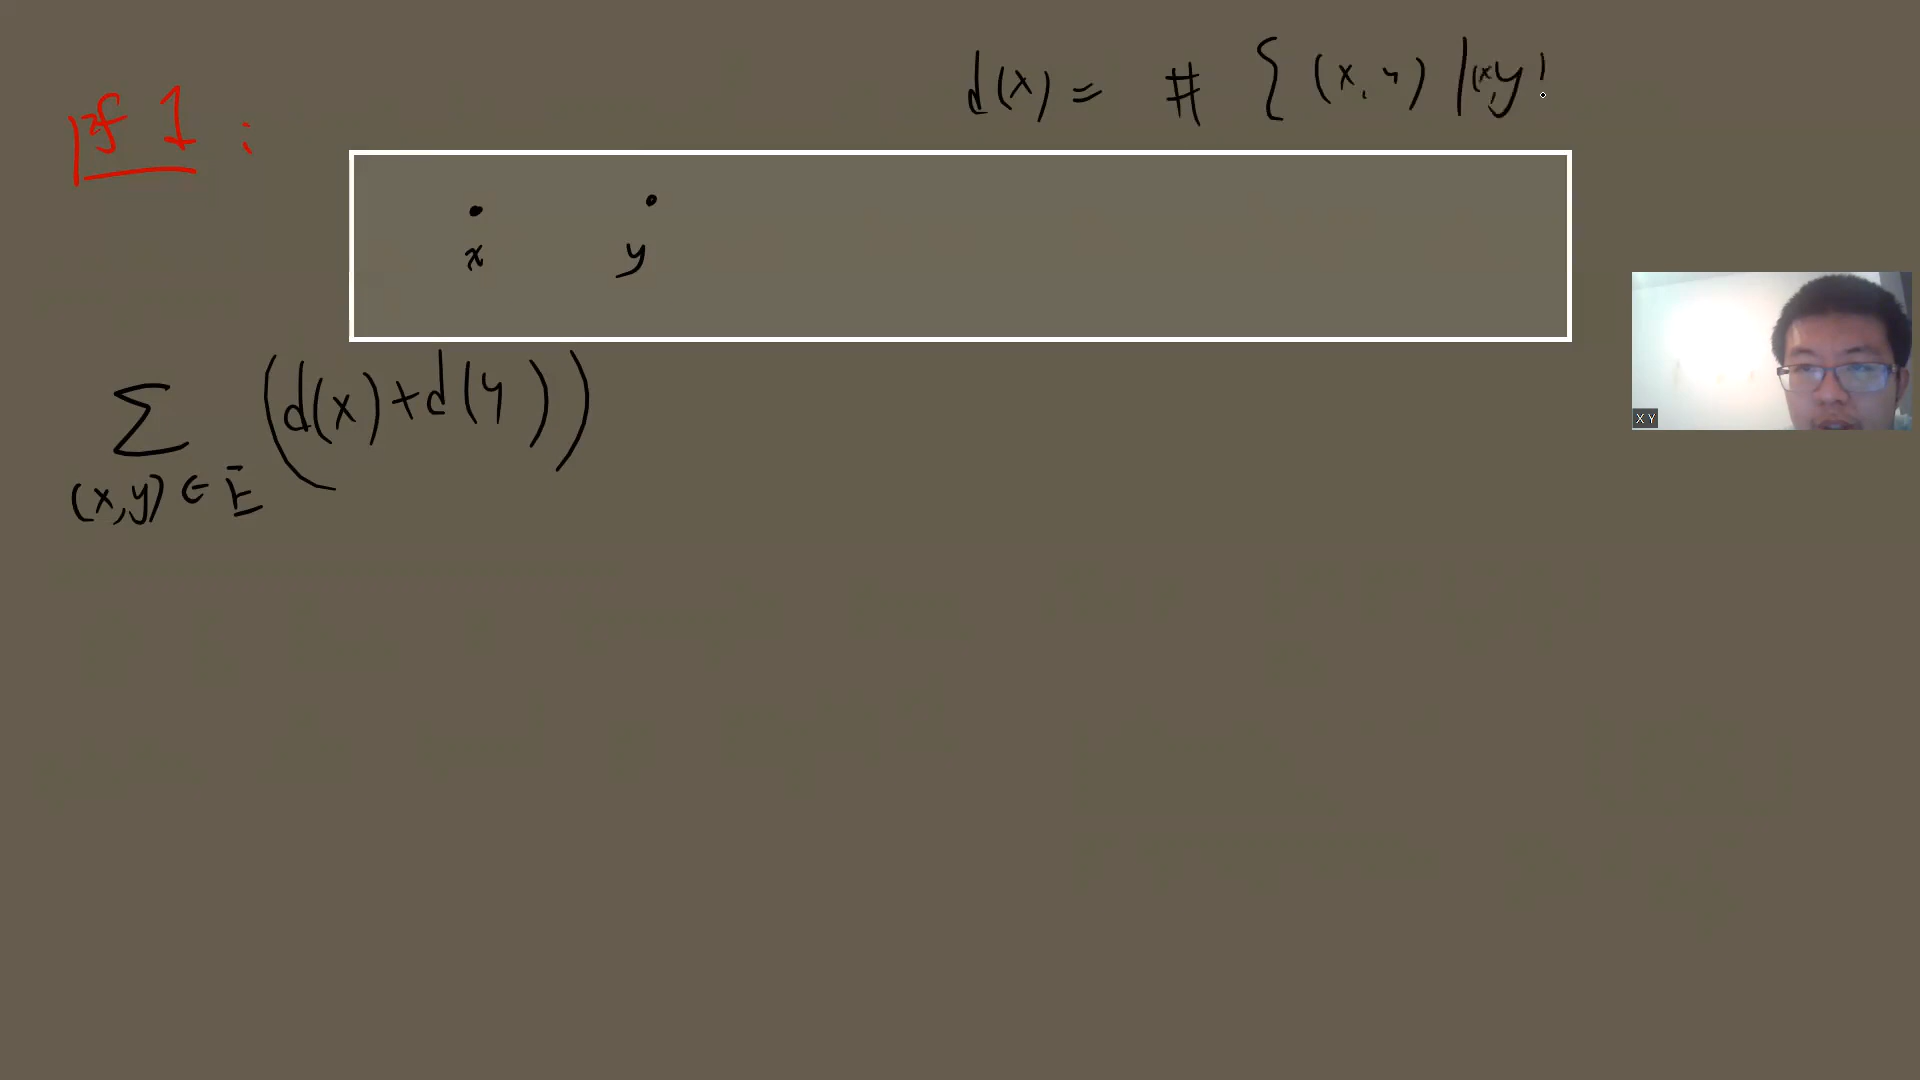 d(x) = # { (x, y) | (x, y)
pf 1 :
x y
X Y
∑ (d(x) + d(y))
(x,y) ∈ E